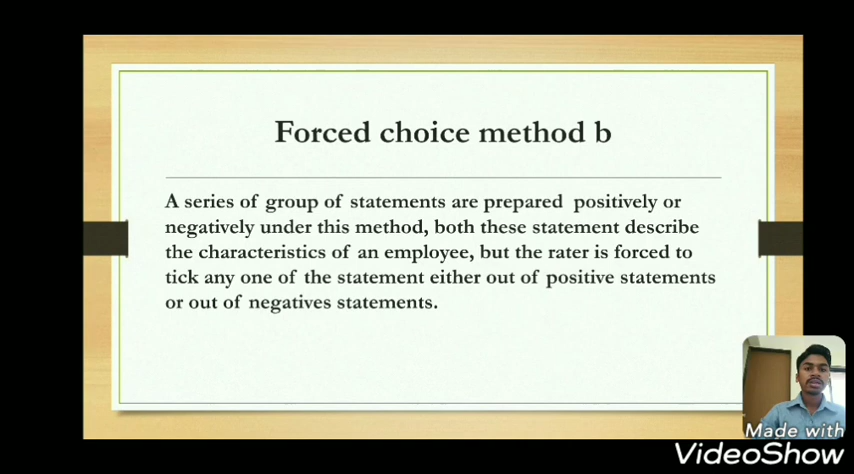 Forced choice method b
A series of group of statements are prepared positively or
negatively under this method, both these statement describe
the characteristics of an employee, but the rater is forced to
tick any one of the statement either out of positive statements
or out of negatives statements.
Made with
VideoShow